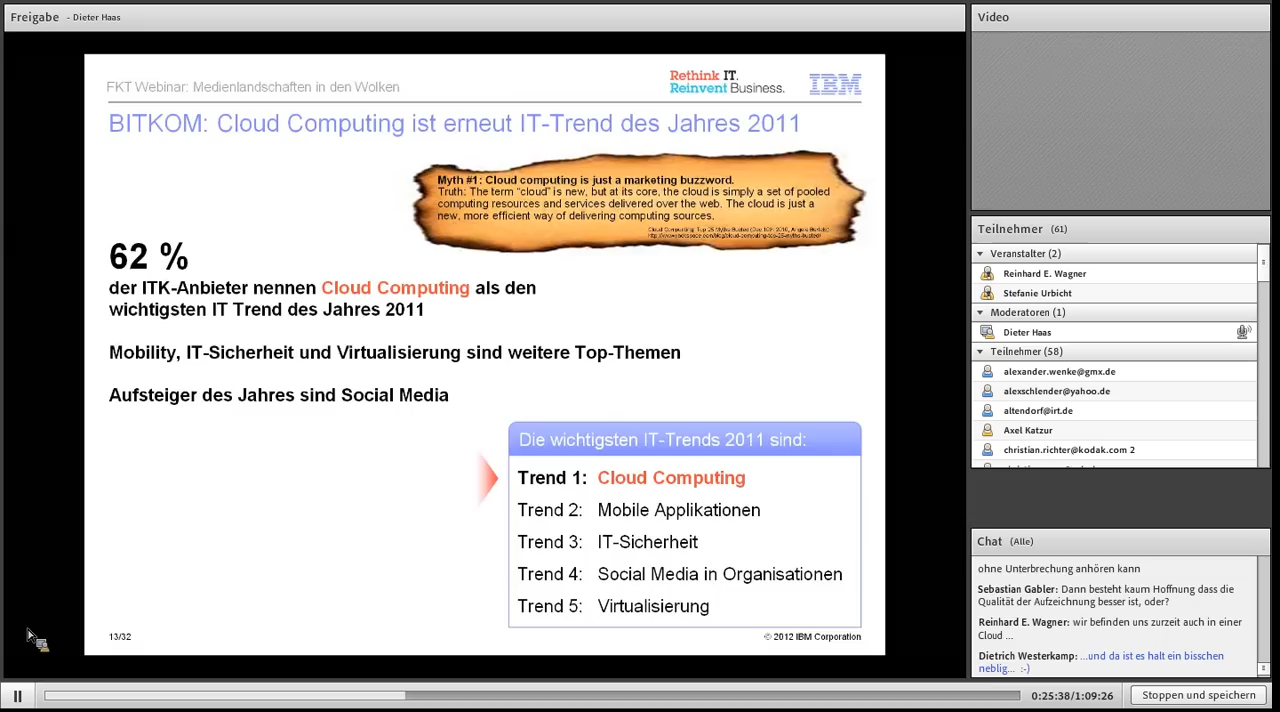 Freigabe - Dieter Haas
FKT Webinar: Medienlandschaften in den Wolken
Rethink IT.
Reinvent Business.
IBM
BITKOM: Cloud Computing ist erneut IT-Trend des Jahres 2011
Myth #1: Cloud computing is just a marketing buzzword.
Truth: The term "cloud" is new, but at its core, the cloud is simply a set of pooled
computing resources and services delivered over the web. The cloud is just a
new, more efficient way of delivering computing sources.
Cloud Computing: Top 25 Myths Busted
62 %
der ITK-Anbieter nennen Cloud Computing als den
wichtigsten IT Trend des Jahres 2011
Mobility, IT-Sicherheit und Virtualisierung sind weitere Top-Themen
Aufsteiger des Jahres sind Social Media
Die wichtigsten IT-Trends 2011 sind:
Trend 1: Cloud Computing
Trend 2: Mobile Applikationen
Trend 3: IT-Sicherheit
Trend 4: Social Media in Organisationen
Trend 5: Virtualisierung
13/32
© 2012 IBM Corporation
Video
Teilnehmer (61)
Veranstalter (2)
Reinhard E. Wagner
Stefanie Urbicht
Moderatoren (1)
Dieter Haas
Teilnehmer (58)
alexander.wenke@gmx.de
alexschlender@yahoo.de
altendorf@irt.de
Axel Katzur
christian.richter@kodak.com 2
Chat (Alle)
ohne Unterbrechung anhören kann
Sebastian Gabler: Dann besteht kaum Hoffnung dass die
Qualität der Aufzeichnung besser ist, oder?
Reinhard E. Wagner: wir befinden uns zurzeit auch in einer
Cloud ...
Dietrich Westerkamp: ...und da ist es halt ein bisschen
neblig... :-)
0:25:38/1:09:26
Stoppen und speichern